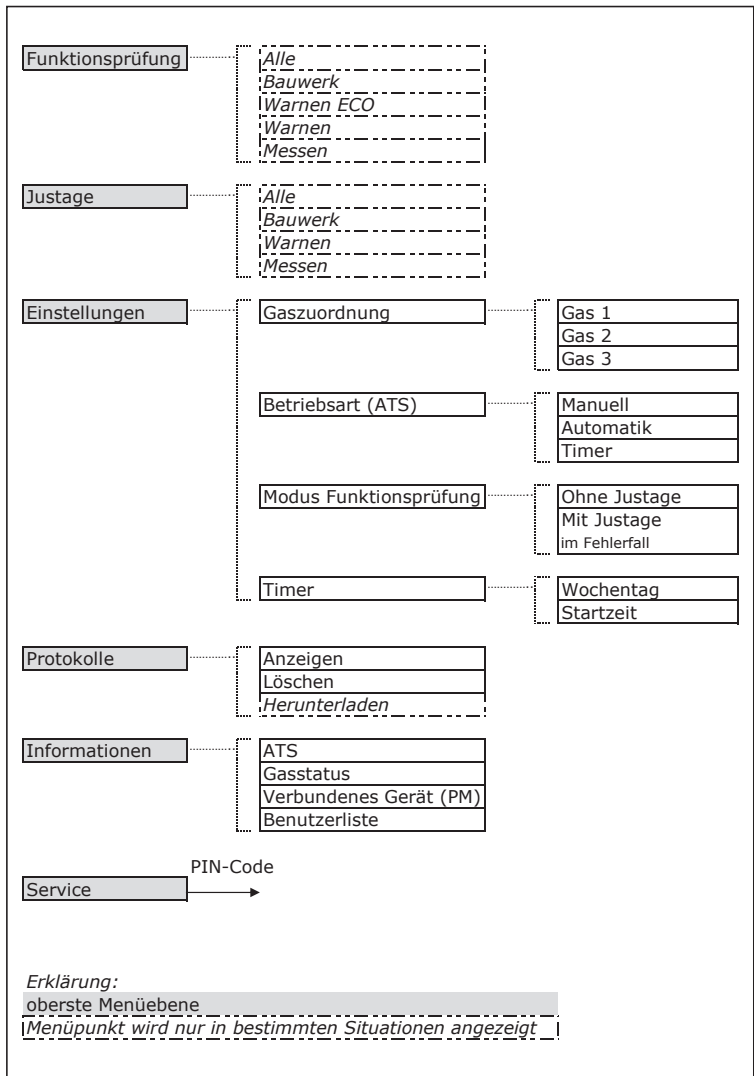 Funktionsprüfung
Alle
Bauwerk
Warnen ECO
Warnen
Messen
Justage
Alle
Bauwerk
Warnen
Messen
Einstellungen
Gaszuordnung
Gas 1
Gas 2
Gas 3
Betriebsart (ATS)
Manuell
Automatik
Timer
Modus Funktionsprüfung
Ohne Justage
Mit Justage
im Fehlerfall
Timer
Wochentag
Startzeit
Protokolle
Anzeigen
Löschen
Herunterladen
Informationen
ATS
Gasstatus
Verbundenes Gerät (PM)
Benutzerliste
PIN-Code
Service
Erklärung:
oberste Menüebene
Menüpunkt wird nur in bestimmten Situationen angezeigt